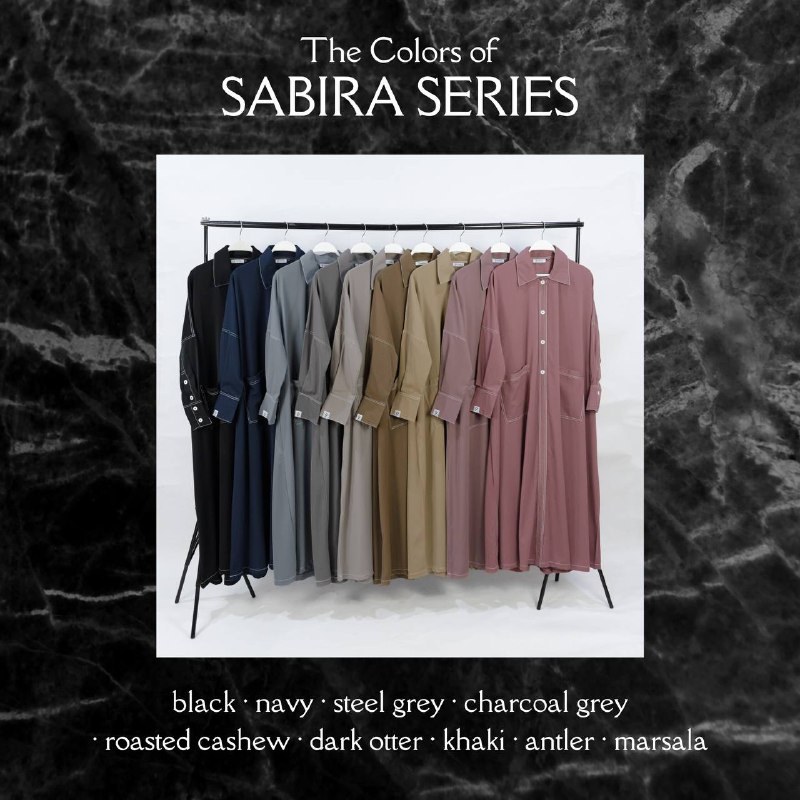 The Colors of
SABIRA SERIES
black · navy · steel grey · charcoal grey
· roasted cashew · dark otter · khaki · antler · marsala